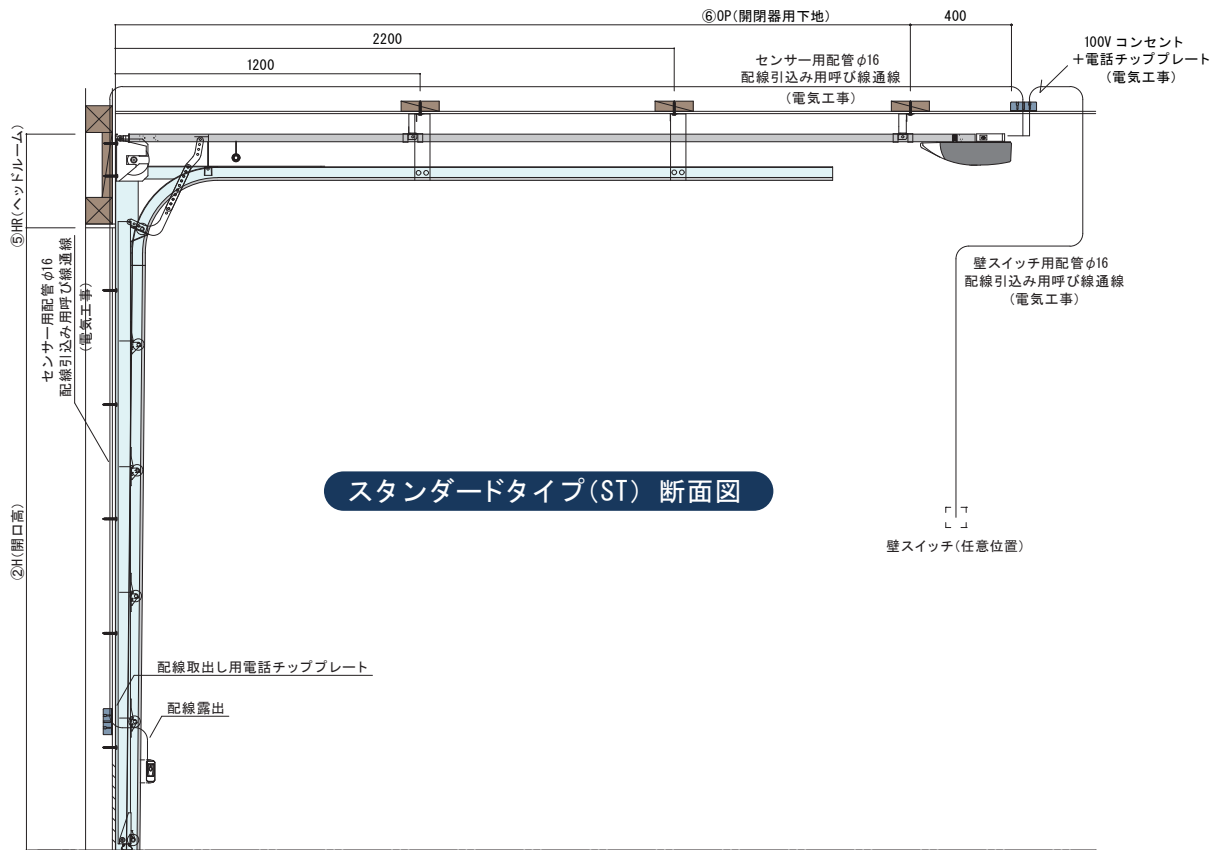 ⑥OP(開閉器用下地)
400
2200
1200
センサー用配管φ16
配線引込み用呼び線通線
(電気工事)
100V コンセント
＋電話チッププレート
(電気工事)
⑤HR(ヘッドルーム)
センサー用配管φ16
配線引込み用呼び線通線
(電気工事)
壁スイッチ用配管φ16
配線引込み用呼び線通線
(電気工事)
スタンダードタイプ(ST) 断面図
②H(開口高)
壁スイッチ(任意位置)
配線取出し用電話チッププレート
配線露出